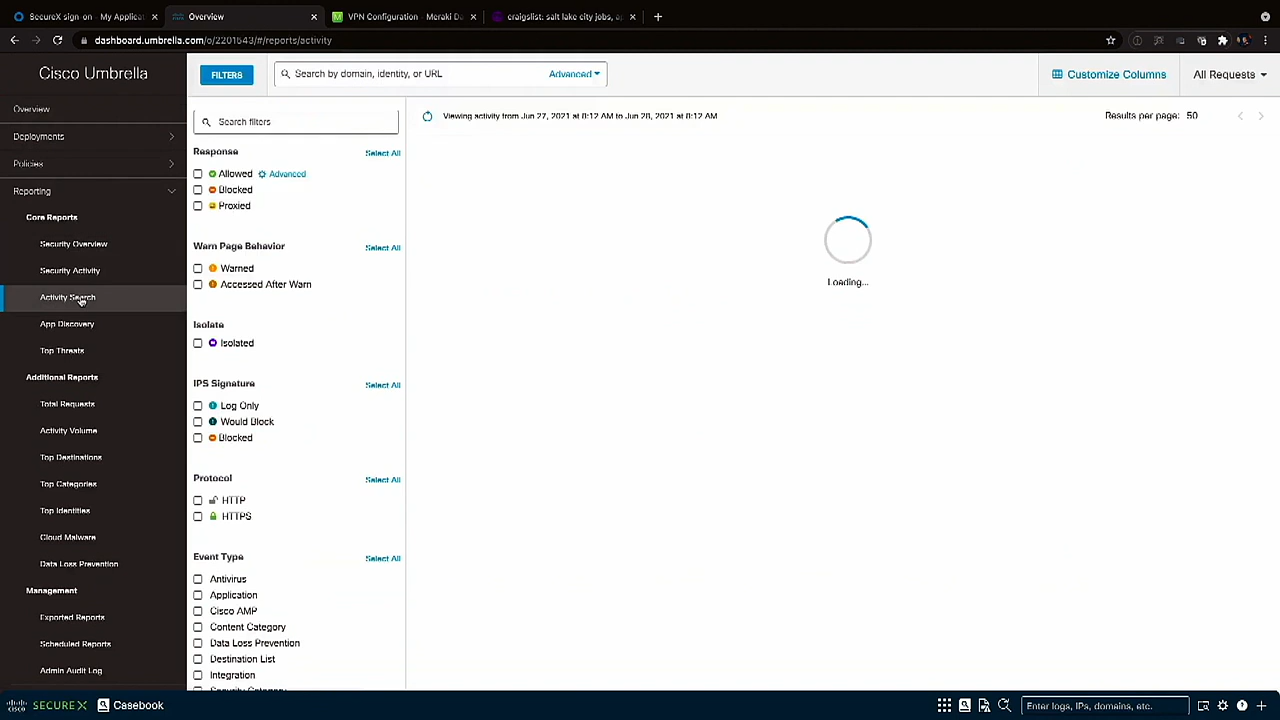 SecureX sign-on - My Applicat
Overview
VPN Configuration - Meraki Da
craigslist: salt lake city jobs, ap
dashboard.umbrella.com/o/2201543/#/reports/activity
Cisco Umbrella
FILTERS
Search by domain, identity, or URL
Advanced
Customize Columns
All Requests
Overview
Deployments
Policies
Reporting
Core Reports
Security Overview
Security Activity
Activity Search
App Discovery
Top Threats
Additional Reports
Total Requests
Activity Volume
Top Destinations
Top Categories
Top Identities
Cloud Malware
Data Loss Prevention
Management
Exported Reports
Scheduled Reports
Admin Audit Log
Search filters
Response Select All
Allowed Advanced
Blocked
Proxied
Warn Page Behavior Select All
Warned
Accessed After Warn
Isolate
Isolated
IPS Signature Select All
Log Only
Would Block
Blocked
Protocol Select All
HTTP
HTTPS
Event Type Select All
Antivirus
Application
Cisco AMP
Content Category
Data Loss Prevention
Destination List
Integration
Security Category
Viewing activity from Jun 27, 2021 at 8:12 AM to Jun 28, 2021 at 8:12 AM
Results per page: 50
Loading...
cisco SECUREX Casebook
Enter logs, IPs, domains, etc.